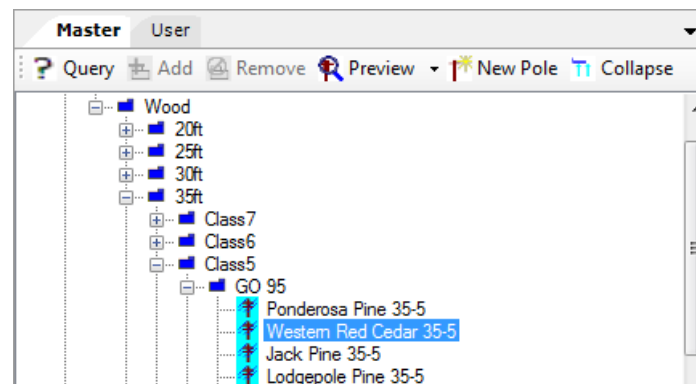 Master User
? Query Add Remove Preview New Pole Collapse
Wood
20ft
25ft
30ft
35ft
Class7
Class6
Class5
GO 95
Ponderosa Pine 35-5
Western Red Cedar 35-5
Jack Pine 35-5
Lodgepole Pine 35-5